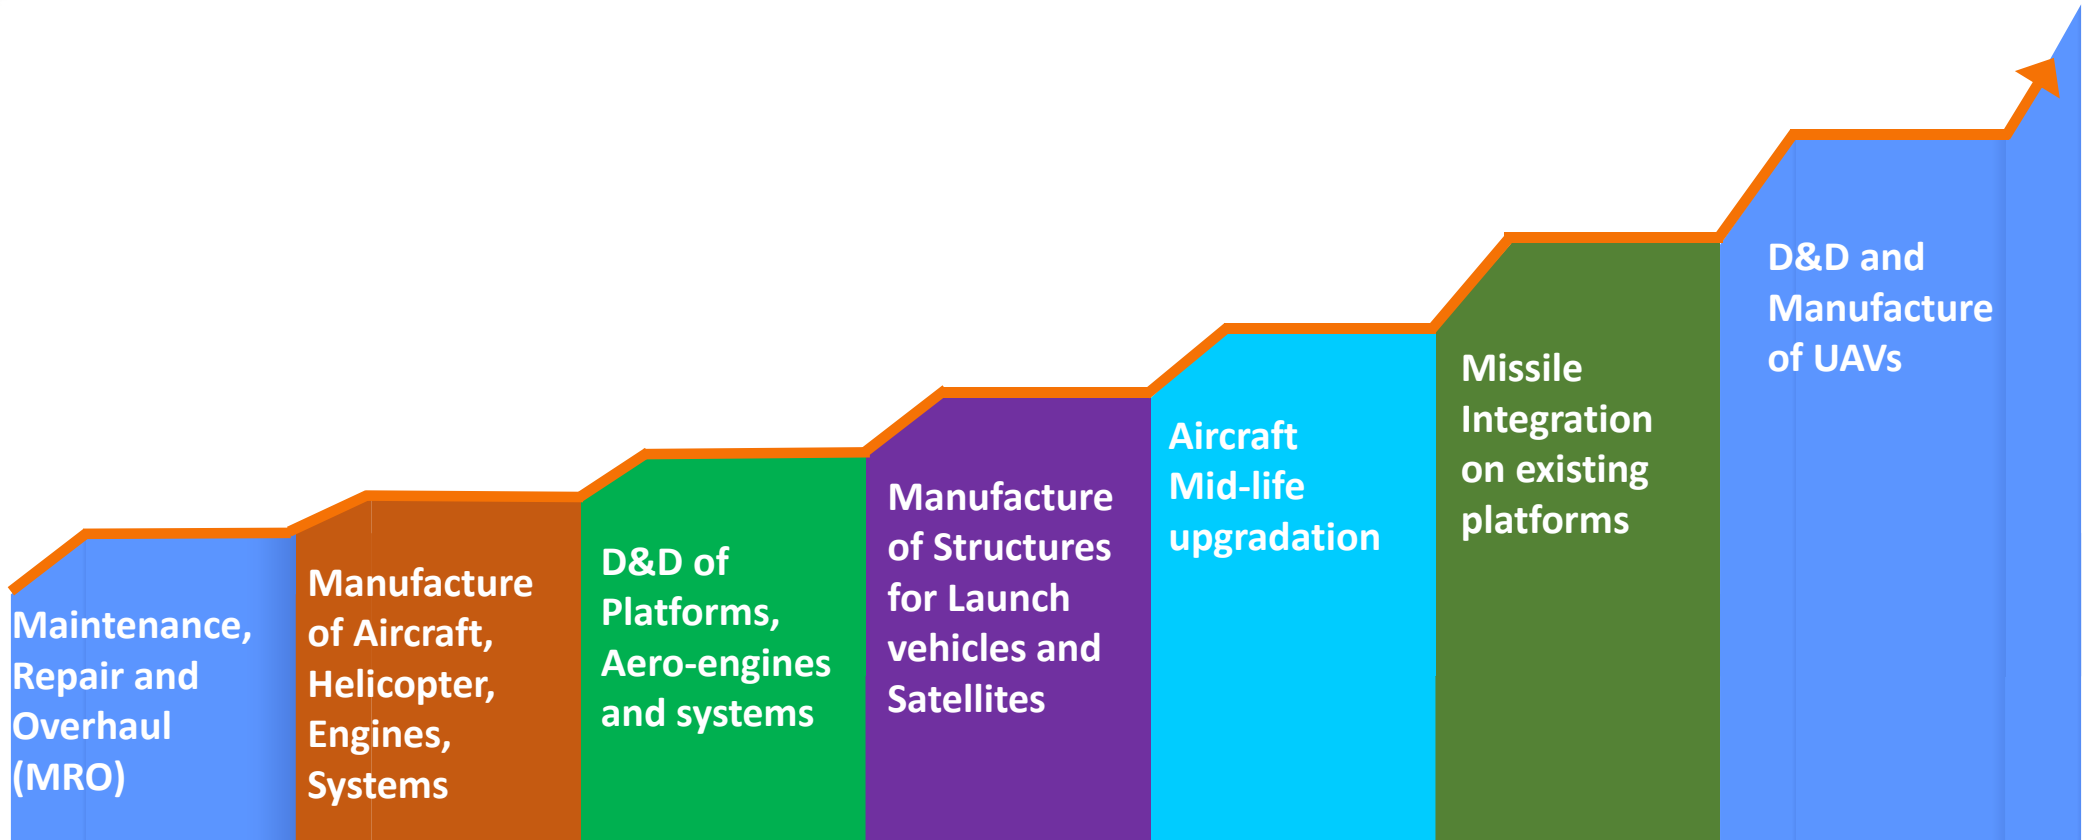 Maintenance,
Repair and
Overhaul
(MRO)
Manufacture
of Aircraft,
Helicopter,
Engines,
Systems
D&D of
Platforms,
Aero-engines
and systems
Manufacture
of Structures
for Launch
vehicles and
Satellites
Aircraft
Mid-life
upgradation
Missile
Integration
on existing
platforms
D&D and
Manufacture
of UAVs